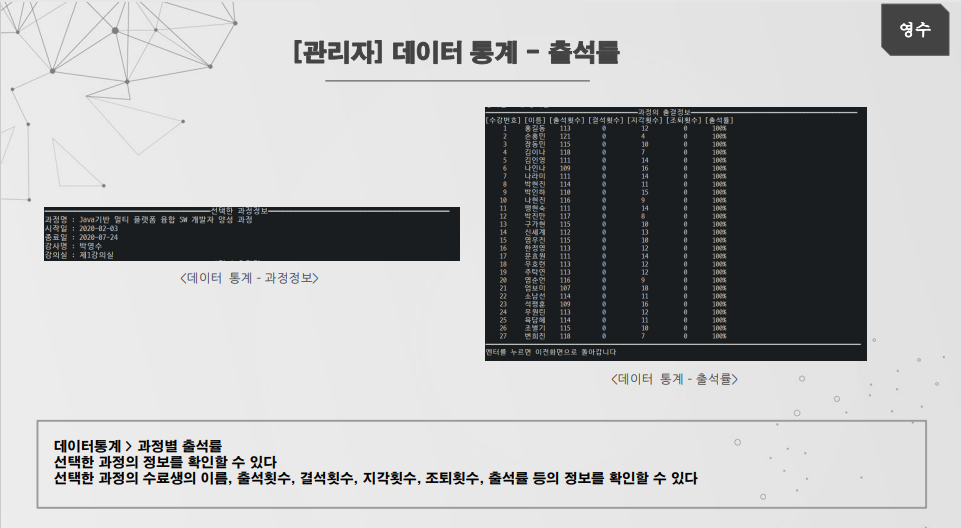 [관리자] 데이터 통계 - 출석률
영수
선택한 과정정보
과정명 : Java기반 멀티 플랫폼 융합 SW 개발자 양성 과정
시작일 : 2020-02-03
종료일 : 2020-07-24
강사명 : 박영수
강의실 : 제1강의실
<데이터 통계 - 과정정보>
과정의 출결정보
[수강번호] [이름] [출석횟수] [결석횟수] [지각횟수] [조퇴횟수] [출석률]
1 홍길동 113 0 12 0 100%
2 손흥민 121 0 4 0 100%
3 장동민 115 0 10 0 100%
4 김이나 118 0 7 0 100%
5 김인영 111 0 14 0 100%
6 나인나 109 0 16 0 100%
7 나라미 111 0 14 0 100%
8 박현진 114 0 11 0 100%
9 박인하 110 0 15 0 100%
10 나현진 116 0 9 0 100%
11 맹현숙 111 0 14 0 100%
12 박진민 117 0 8 0 100%
13 구가현 115 0 10 0 100%
14 신세계 112 0 13 0 100%
15 염우진 115 0 10 0 100%
16 한정영 113 0 12 0 100%
17 문효원 111 0 14 0 100%
18 우호현 113 0 12 0 100%
19 주탁연 113 0 12 0 100%
20 염순언 116 0 9 0 100%
21 엄보미 107 0 18 0 100%
22 소남선 114 0 11 0 100%
23 석평훈 109 0 16 0 100%
24 우원린 113 0 12 0 100%
25 육담혜 114 0 11 0 100%
26 조별기 115 0 10 0 100%
27 변희진 118 0 7 0 100%
엔터를 누르면 이전화면으로 돌아갑니다
<데이터 통계 - 출석률>
데이터통계 > 과정별 출석률
선택한 과정의 정보를 확인할 수 있다
선택한 과정의 수료생의 이름, 출석횟수, 결석횟수, 지각횟수, 조퇴횟수, 출석률 등의 정보를 확인할 수 있다